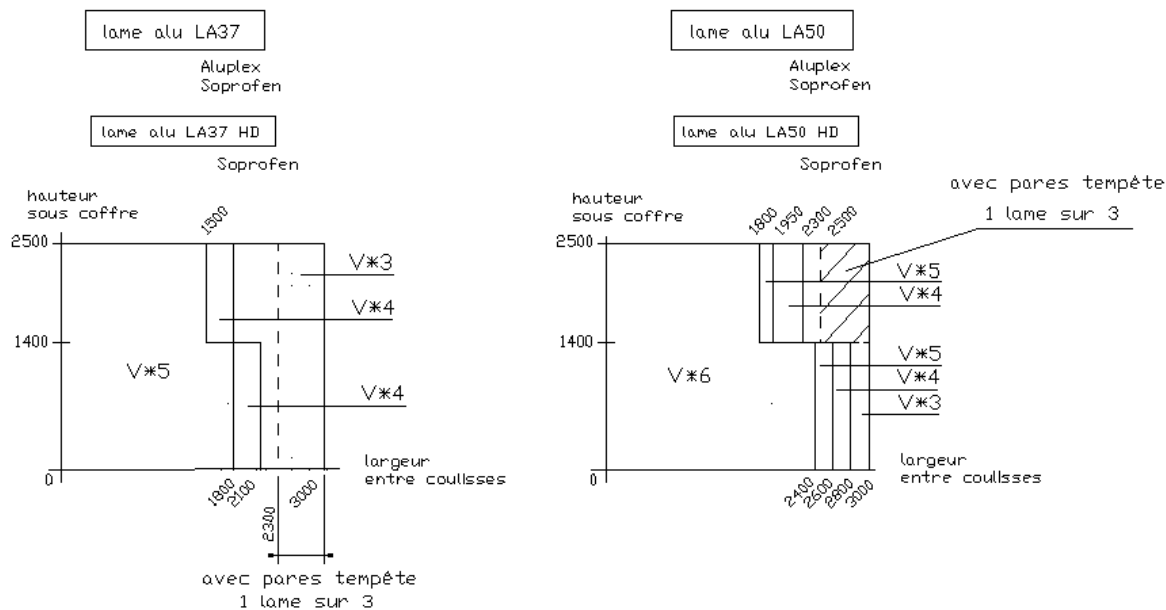 lame alu LA37
Aluplex
Soprofen
lame alu LA37 HD
Soprofen
hauteur
sous coffre
1500
2500
V*3
V*4
1400
V*5
V*4
0
largeur
entre coulisses
1800
2100
2300
3000
avec pares tempête
1 lame sur 3
lame alu LA50
Aluplex
Soprofen
lame alu LA50 HD
Soprofen
avec pares tempête
1 lame sur 3
hauteur
sous coffre
1800
1950
2300
2500
2500
V*5
V*4
1400
V*5
V*6
V*4
V*3
0
largeur
entre coulisses
2400
2600
2800
3000